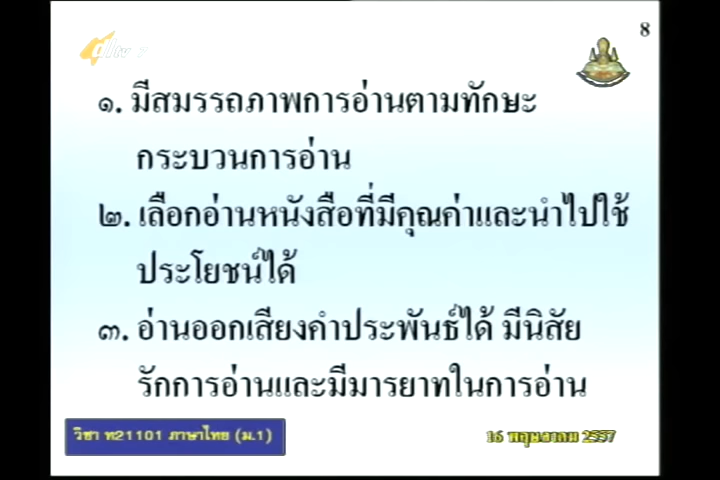 8
๑. มีสมรรถภาพการอ่านตามทักษะ
กระบวนการอ่าน
๒. เลือกอ่านหนังสือที่มีคุณค่าและนำไปใช้
ประโยชน์ได้
๓. อ่านออกเสียงคำประพันธ์ได้ มีนิสัย
รักการอ่านและมีมารยาทในการอ่าน
วิชา ท21101 ภาษาไทย (ม.1)
16 พฤษภาคม 2557